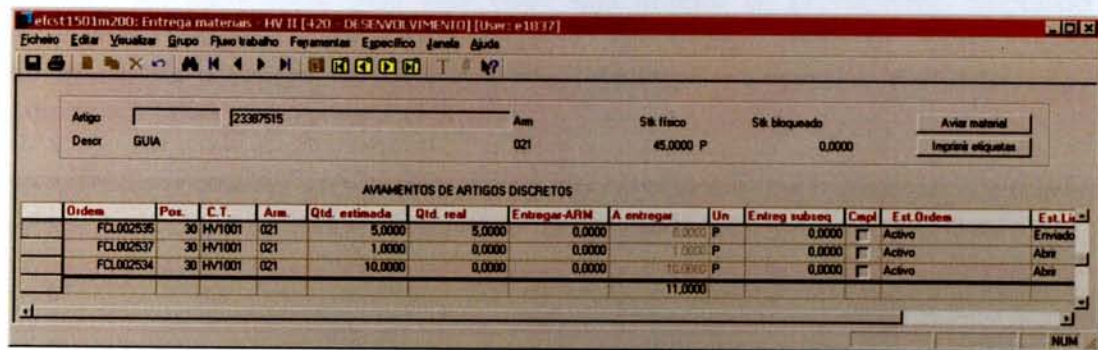 efcst1501m200: Entrega materiais - HV II [420 - DESENVOLVIMENTO] [User: e1837]
Ficheiro Editar Visualizar Grupo Fluxo trabalho Ferramentas Específico Janela Ajuda
Artigo 23387515 Arm Stk físico Stk bloqueado Aviar material
Descr GUIA 021 45,0000 P 0,0000 Imprimir etiquetas
AVIAMENTOS DE ARTIGOS DISCRETOS
Ordem Pos. C.T. Arm. Qtd. estimada Qtd. real Entregar-ARM A entregar Un Entreg subseq Cmpl Est.Ordem Est.Lin
FCL002535 30 HV1001 021 5,0000 5,0000 0,0000 0,0000 P 0,0000 Activo Enviado
FCL002537 30 HV1001 021 1,0000 0,0000 0,0000 1,0000 P 0,0000 Activo Abrir
FCL002534 30 HV1001 021 10,0000 0,0000 0,0000 10,0000 P 0,0000 Activo Abrir
11,0000
NUM